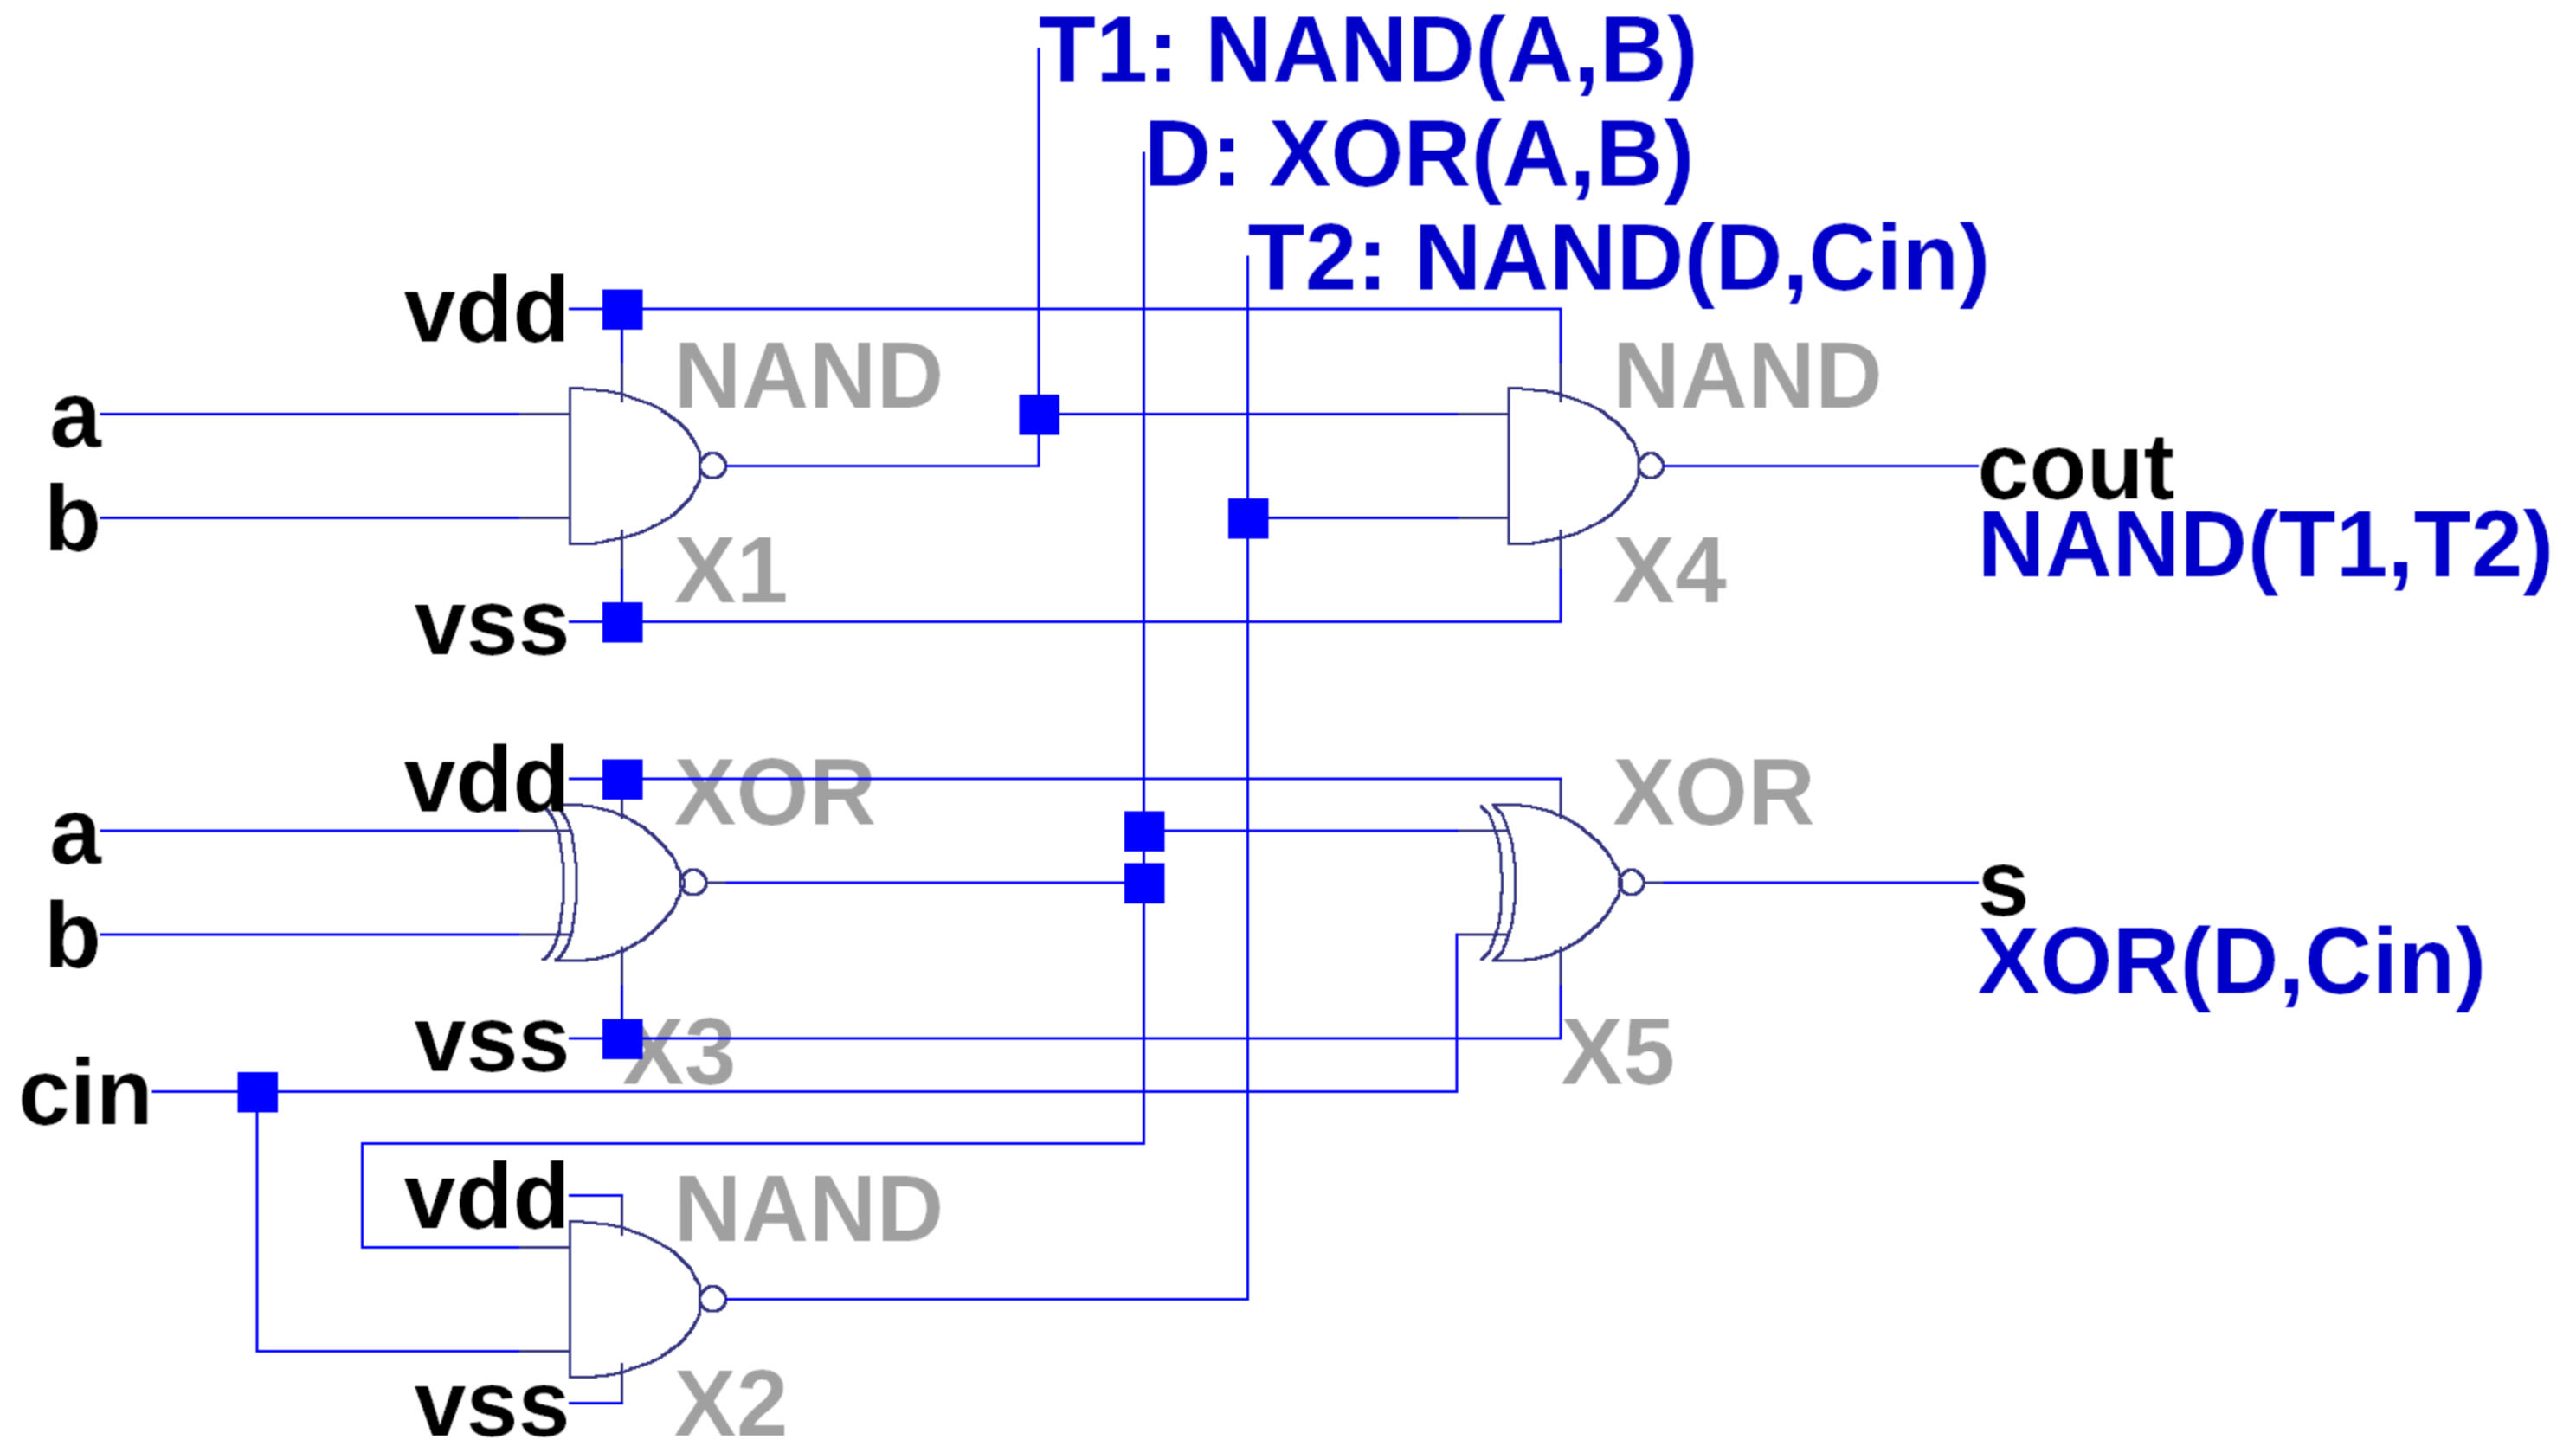 T1: NAND(A,B)
D: XOR(A,B)
T2: NAND(D,Cin)
vdd
NAND
NAND
a
cout
b
NAND(T1,T2)
X1
X4
vss
vdd
XOR
XOR
a
s
b
XOR(D,Cin)
vss
X3
X5
cin
vdd
NAND
vss
X2